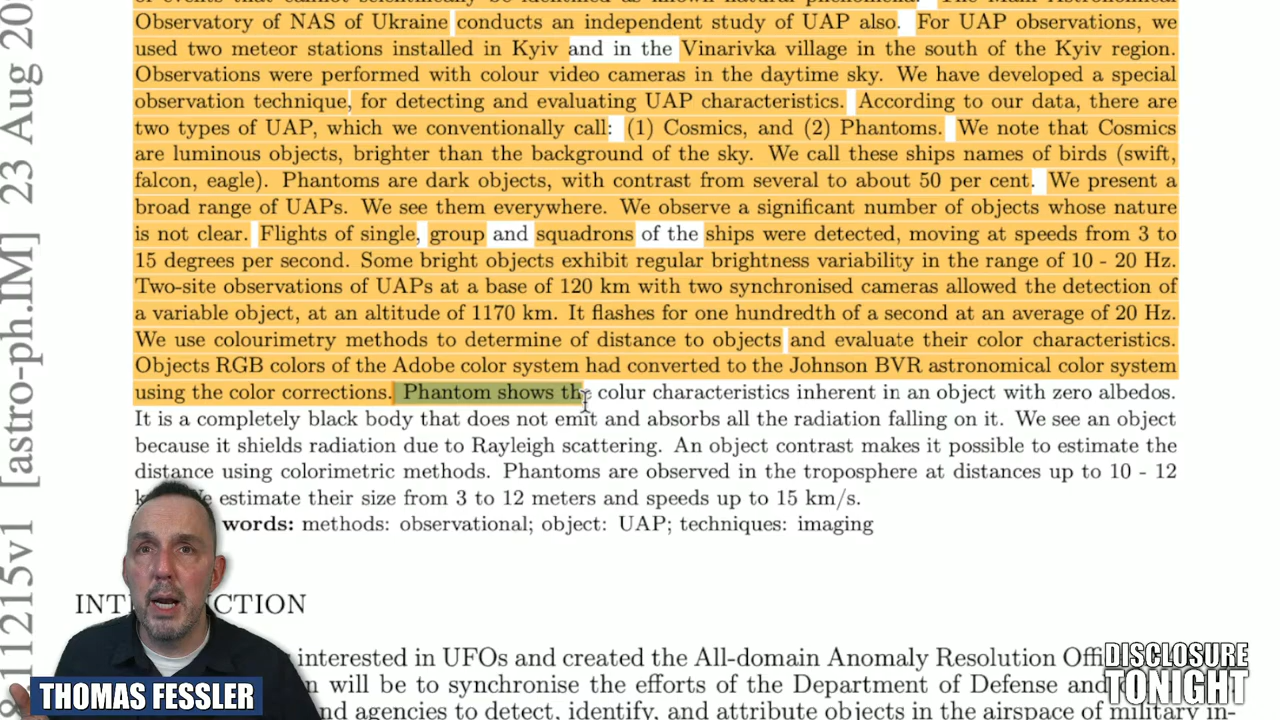 of events that cannot scientifically be identified as known natural phenomena. The Main Astronomical
Observatory of NAS of Ukraine conducts an independent study of UAP also. For UAP observations, we
used two meteor stations installed in Kyiv and in the Vinarivka village in the south of the Kyiv region.
Observations were performed with colour video cameras in the daytime sky. We have developed a special
observation technique, for detecting and evaluating UAP characteristics. According to our data, there are
two types of UAP, which we conventionally call: (1) Cosmics, and (2) Phantoms. We note that Cosmics
are luminous objects, brighter than the background of the sky. We call these ships names of birds (swift,
falcon, eagle). Phantoms are dark objects, with contrast from several to about 50 per cent. We present a
broad range of UAPs. We see them everywhere. We observe a significant number of objects whose nature
is not clear. Flights of single, group and squadrons of the ships were detected, moving at speeds from 3 to
15 degrees per second. Some bright objects exhibit regular brightness variability in the range of 10 - 20 Hz.
Two-site observations of UAPs at a base of 120 km with two synchronised cameras allowed the detection of
a variable object, at an altitude of 1170 km. It flashes for one hundredth of a second at an average of 20 Hz.
We use colourimetry methods to determine of distance to objects and evaluate their color characteristics.
Objects RGB colors of the Adobe color system had converted to the Johnson BVR astronomical color system
using the color corrections. Phantom shows the colur characteristics inherent in an object with zero albedos.
It is a completely black body that does not emit and absorbs all the radiation falling on it. We see an object
because it shields radiation due to Rayleigh scattering. An object contrast makes it possible to estimate the
distance using colorimetric methods. Phantoms are observed in the troposphere at distances up to 10 - 12
estimate their size from 3 to 12 meters and speeds up to 15 km/s.
words: methods: observational; object: UAP; techniques: imaging
11215v1 [astro-ph.IM] 23 Aug 20
interested in UFOs and created the All-domain Anomaly Resolution
will be to synchronise the efforts of the Department of Defense and
nd agencies to detect, identify, and attribute objects in the airspace of military in-
THOMAS FESSLER
DISCLOSURE
TONIGHT